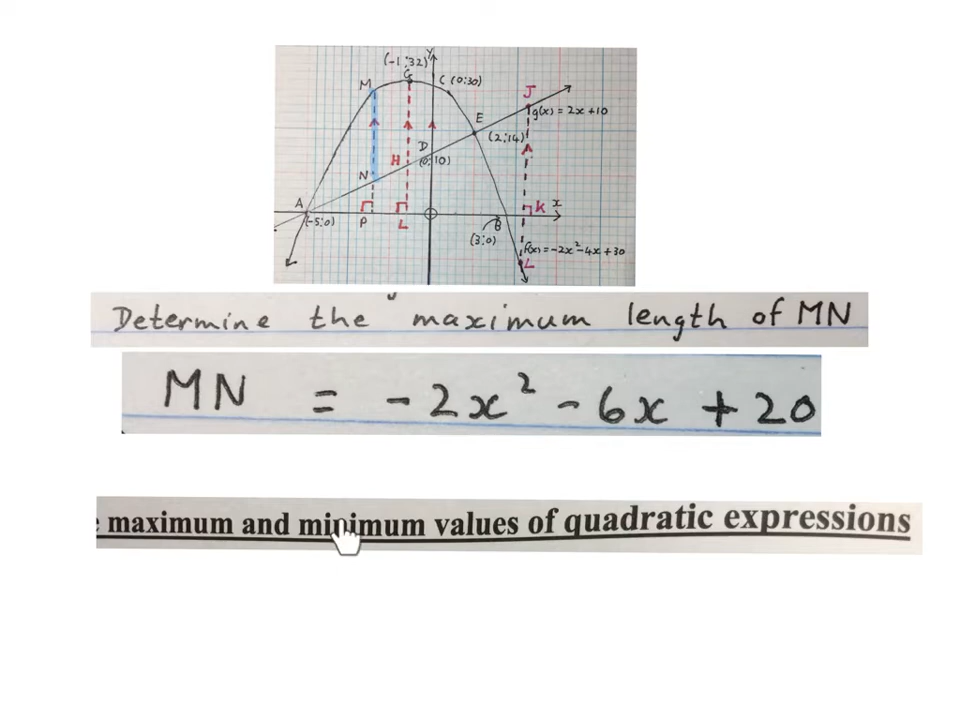 Y
(-1;32)
G
C (0;30)
M
J
g(x) = 2x+10
E
(2;14)
D
H
(0;10)
N
A
K
x
(-5;0)
P
L
B
(3;0)
f(x)=-2x²-4x+30
L
Determine the maximum length of MN
MN = -2x² - 6x + 20
maximum and minimum values of quadratic expressions